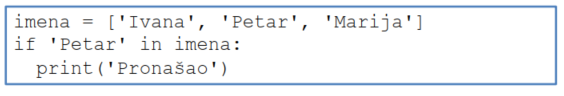 imena = ['Ivana', 'Petar', 'Marija']
if 'Petar' in imena:
  print('Pronašao')